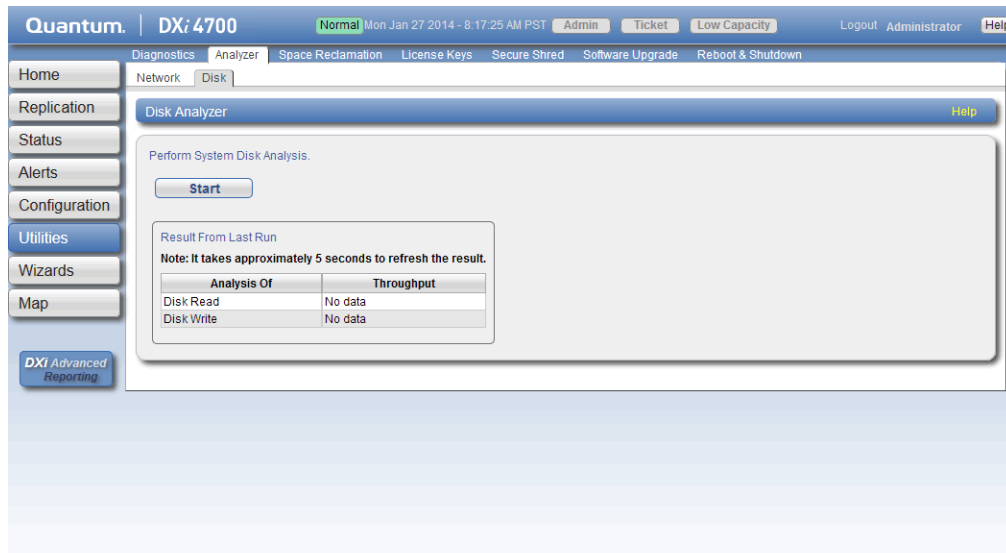 Quantum. | DXi 4700 Normal Mon Jan 27 2014 - 8:17:25 AM PST Admin Ticket Low Capacity Logout Administrator Help
Diagnostics Analyzer Space Reclamation License Keys Secure Shred Software Upgrade Reboot & Shutdown
Network Disk
Home
Replication
Status
Alerts
Configuration
Utilities
Wizards
Map
DXi Advanced
Reporting
Disk Analyzer Help
Perform System Disk Analysis.
Start
Result From Last Run
Note: It takes approximately 5 seconds to refresh the result.
Analysis Of Throughput
Disk Read No data
Disk Write No data